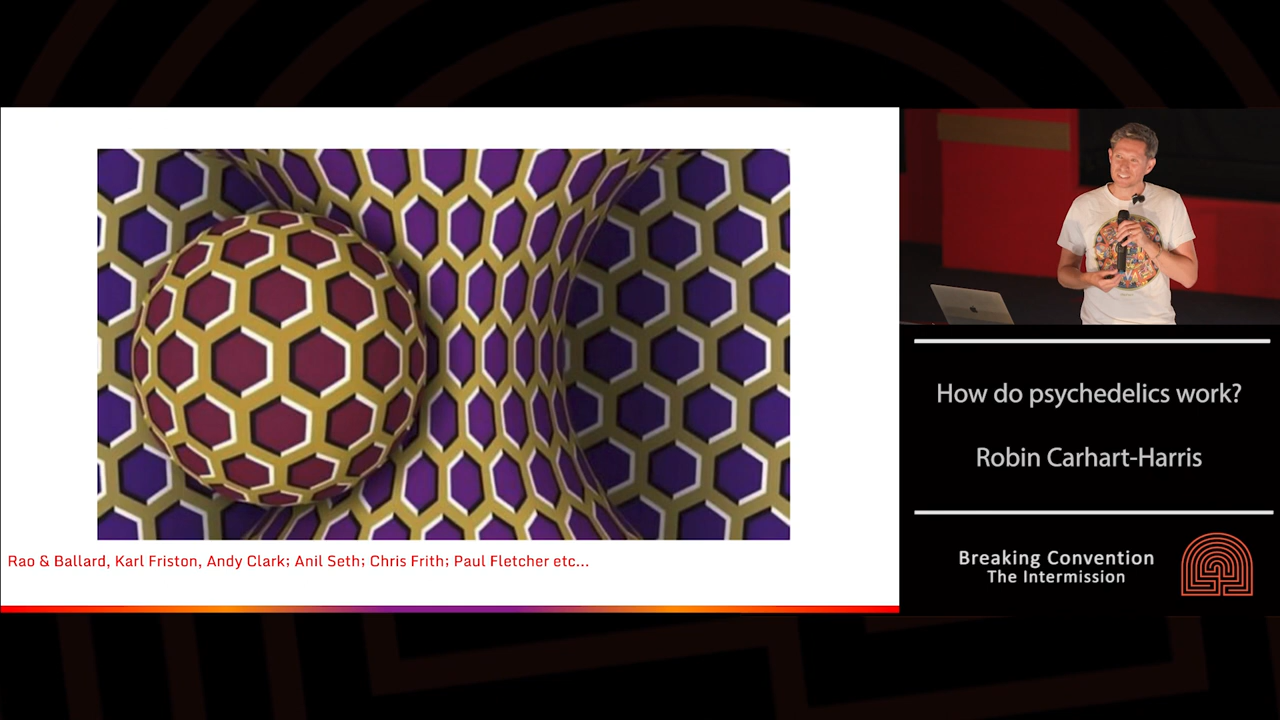 Rao & Ballard, Karl Friston, Andy Clark; Anil Seth; Chris Frith; Paul Fletcher etc...
How do psychedelics work?
Robin Carhart-Harris
Breaking Convention
The Intermission